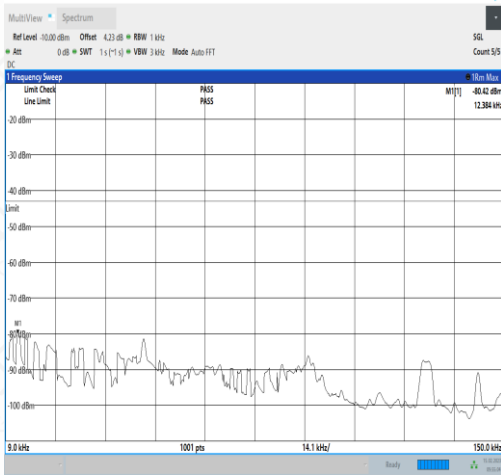 MultiView Spectrum
Ref Level -10.00 dBm Offset 4.23 dB RBW 1 kHz SGL
Att 0 dB SWT 1 s (~1 s) VBW 3 kHz Mode Auto FFT Count 5/5
DC
1 Frequency Sweep 1Rm Max
Limit Check PASS M1[1] -80.42 dBm
Line Limit PASS 12.384 kHz
-20 dBm
-30 dBm
-40 dBm
Limit
-50 dBm
-60 dBm
-70 dBm
M1
-80 dBm
-90 dBm
-100 dBm
9.0 kHz 1001 pts 14.1 kHz/ 150.0 kHz
Ready